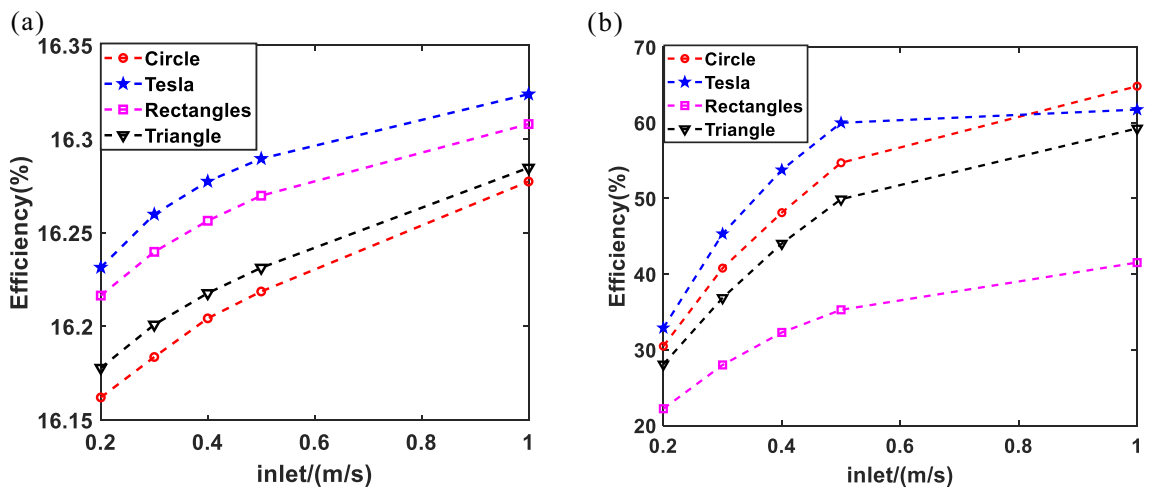 (a)
Efficiency(%)
16.35
16.3
16.25
16.2
16.15
Circle
Tesla
Rectangles
Triangle
0.2 0.4 0.6 0.8 1
inlet/(m/s)
(b)
Efficiency(%)
70
60
50
40
30
20
Circle
Tesla
Rectangles
Triangle
0.2 0.4 0.6 0.8 1
inlet/(m/s)